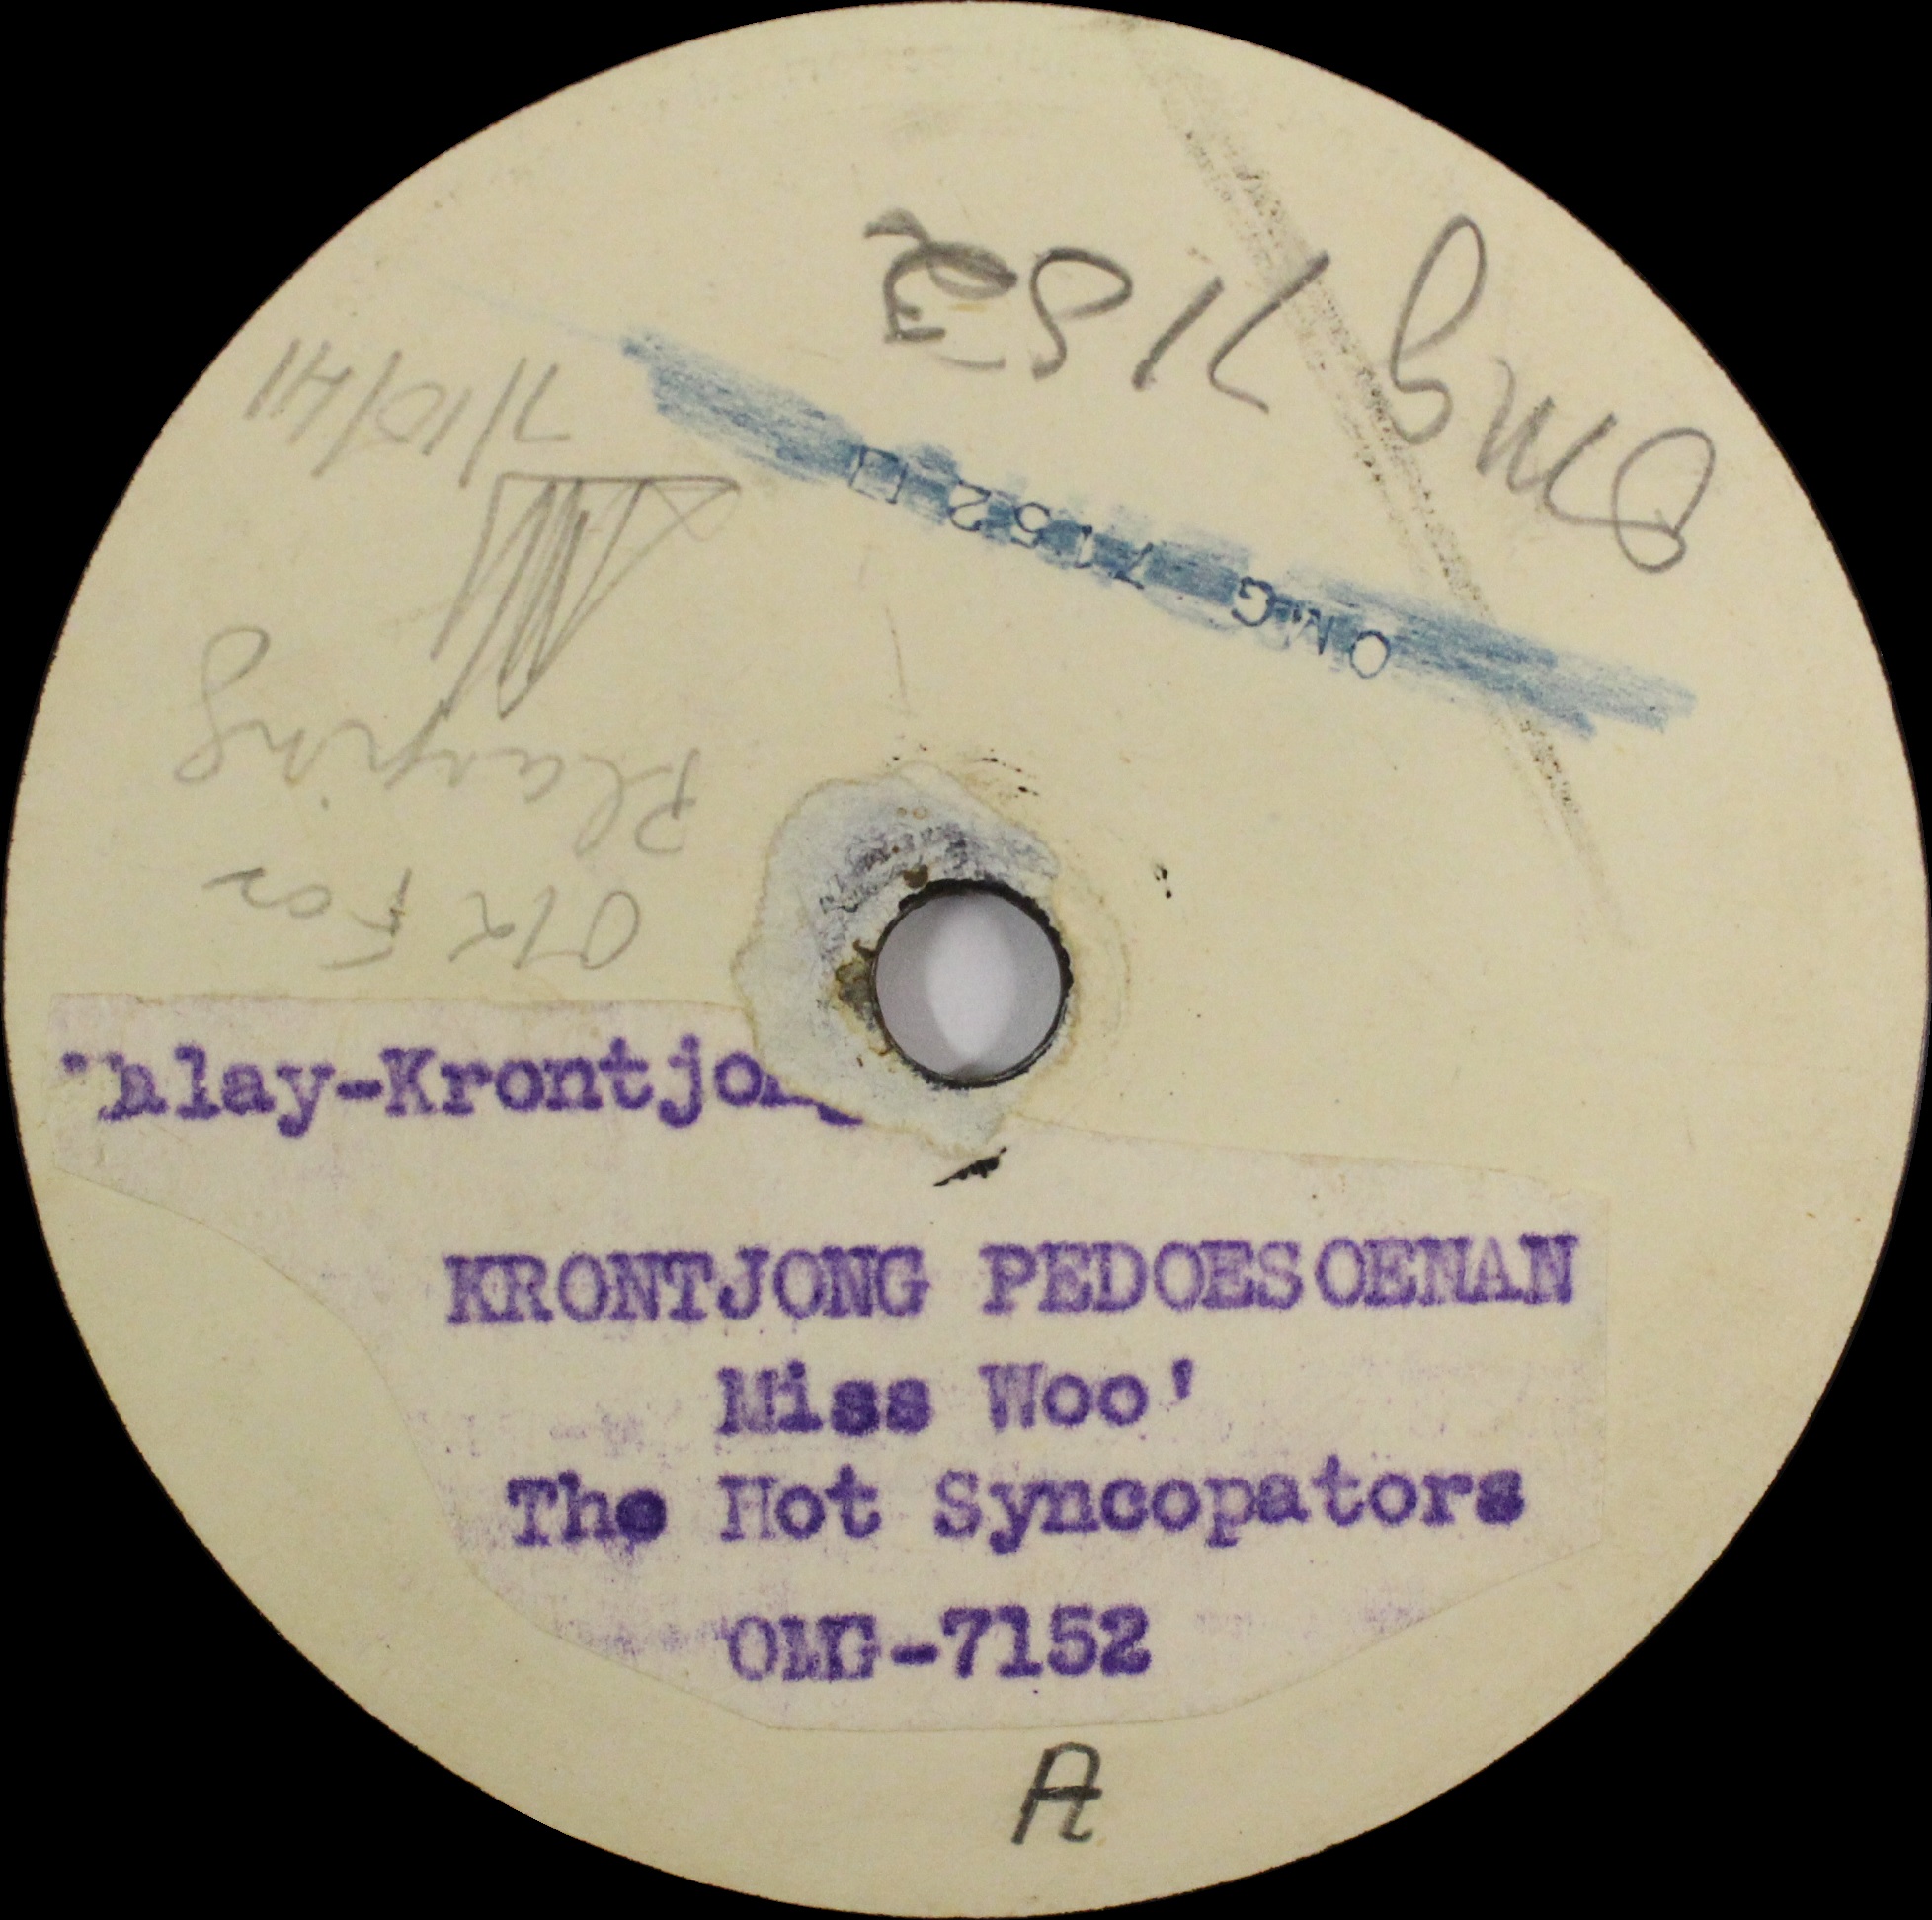 Omg 7152
7/10/41
OMG 7152
OK For
Playing
Malay-Krontjong
KRONTJONG PEDOESOENAN
Miss Woo'
The Hot Syncopators
OMG-7152
A